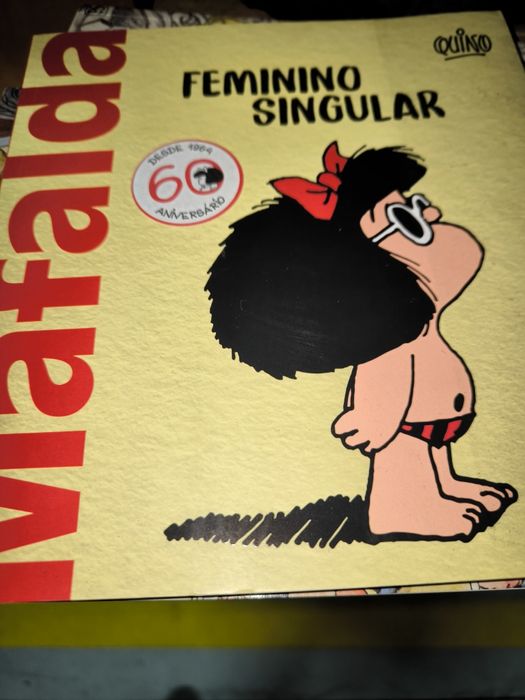 Mafalda
QUINO
FEMININO
SINGULAR
DESDE 1964
60
ANIVERSÁRIO